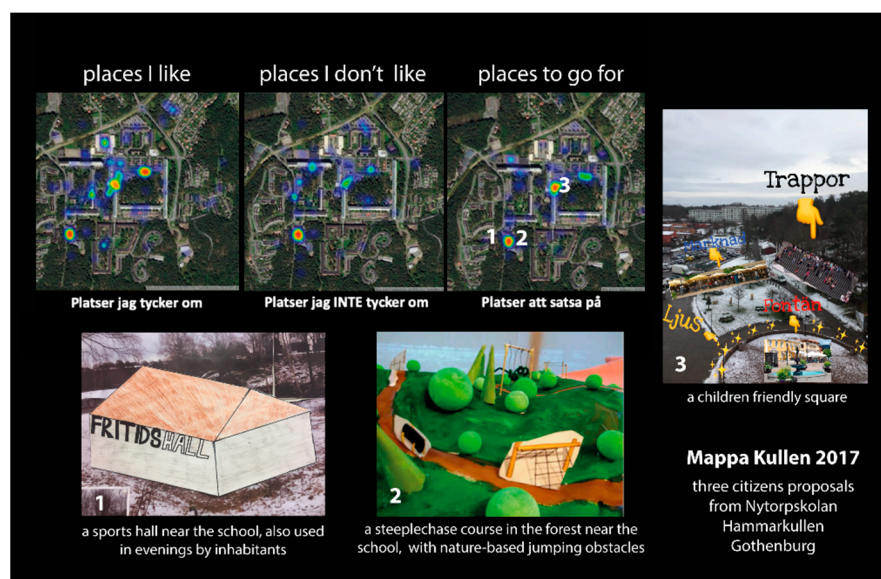 places I like
places I don't like
places to go for
3
1
2
Platser jag tycker om
Platser jag INTE tycker om
Platser att satsa på
Trappor
Marknad
Fontän
Ljus
3
a children friendly square
FRITIDSHALL
1
a sports hall near the school, also used
in evenings by inhabitants
2
a steeplechase course in the forest near the
school, with nature-based jumping obstacles
Mappa Kullen 2017
three citizens proposals
from Nytorpskolan
Hammarkullen
Gothenburg